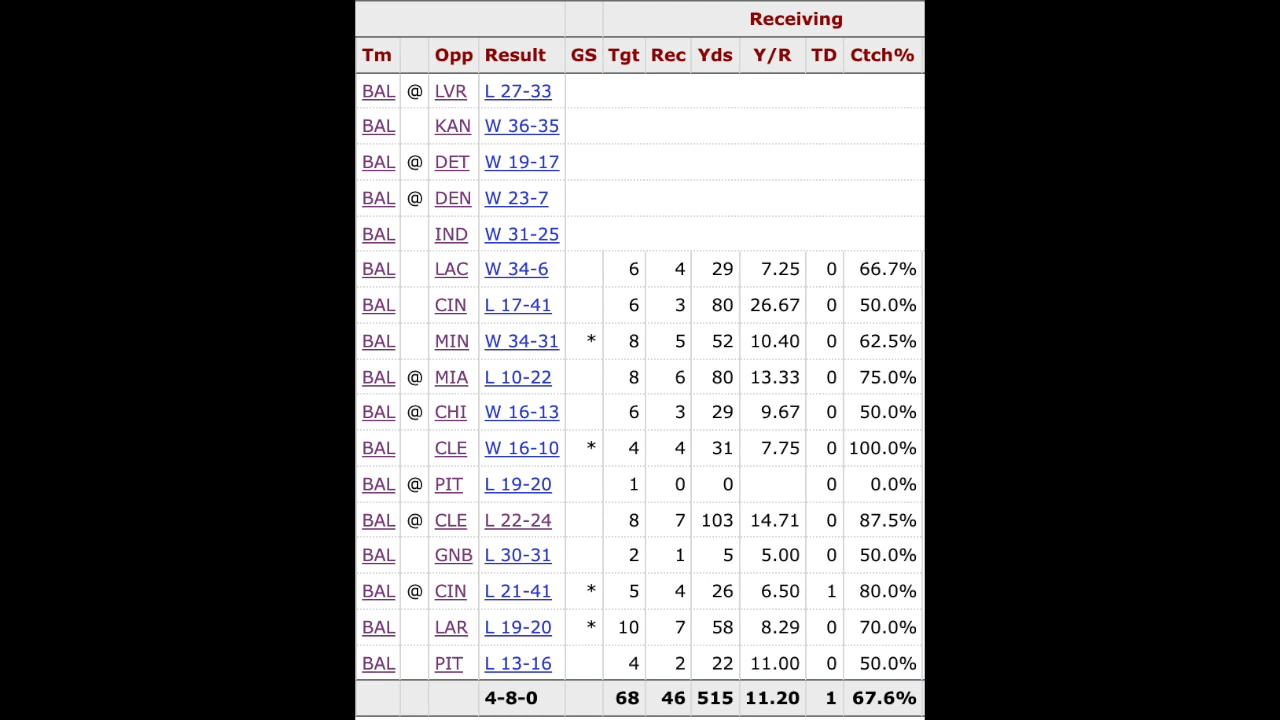 Receiving
Tm Opp Result GS Tgt Rec Yds Y/R TD Ctch%
BAL @ LVR L 27-33
BAL KAN W 36-35
BAL @ DET W 19-17
BAL @ DEN W 23-7
BAL IND W 31-25
BAL LAC W 34-6 6 4 29 7.25 0 66.7%
BAL CIN L 17-41 6 3 80 26.67 0 50.0%
BAL MIN W 34-31 * 8 5 52 10.40 0 62.5%
BAL @ MIA L 10-22 8 6 80 13.33 0 75.0%
BAL @ CHI W 16-13 6 3 29 9.67 0 50.0%
BAL CLE W 16-10 * 4 4 31 7.75 0 100.0%
BAL @ PIT L 19-20 1 0 0 0 0.0%
BAL @ CLE L 22-24 8 7 103 14.71 0 87.5%
BAL GNB L 30-31 2 1 5 5.00 0 50.0%
BAL @ CIN L 21-41 * 5 4 26 6.50 1 80.0%
BAL LAR L 19-20 * 10 7 58 8.29 0 70.0%
BAL PIT L 13-16 4 2 22 11.00 0 50.0%
4-8-0 68 46 515 11.20 1 67.6%